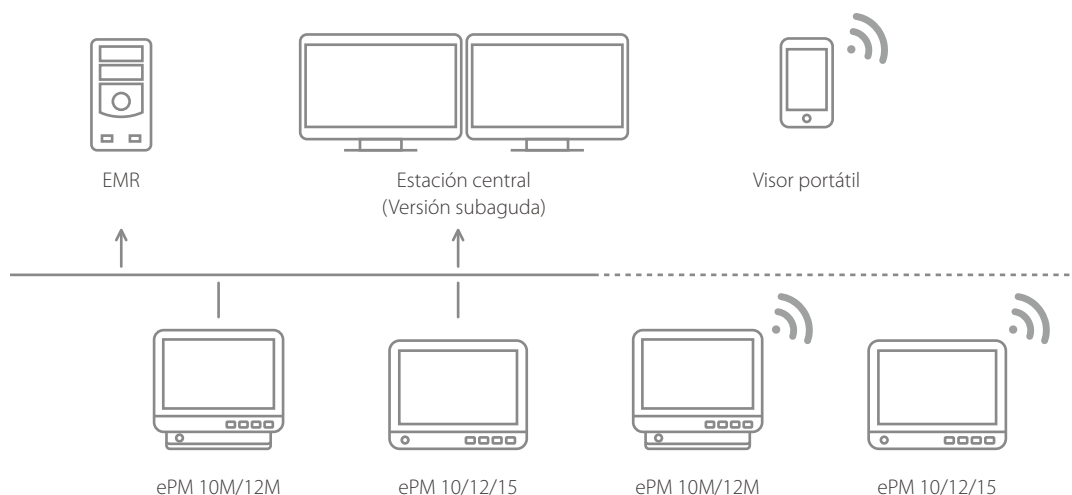 EMR
Estación central
(Versión subaguda)
Visor portátil
ePM 10M/12M
ePM 10/12/15
ePM 10M/12M
ePM 10/12/15